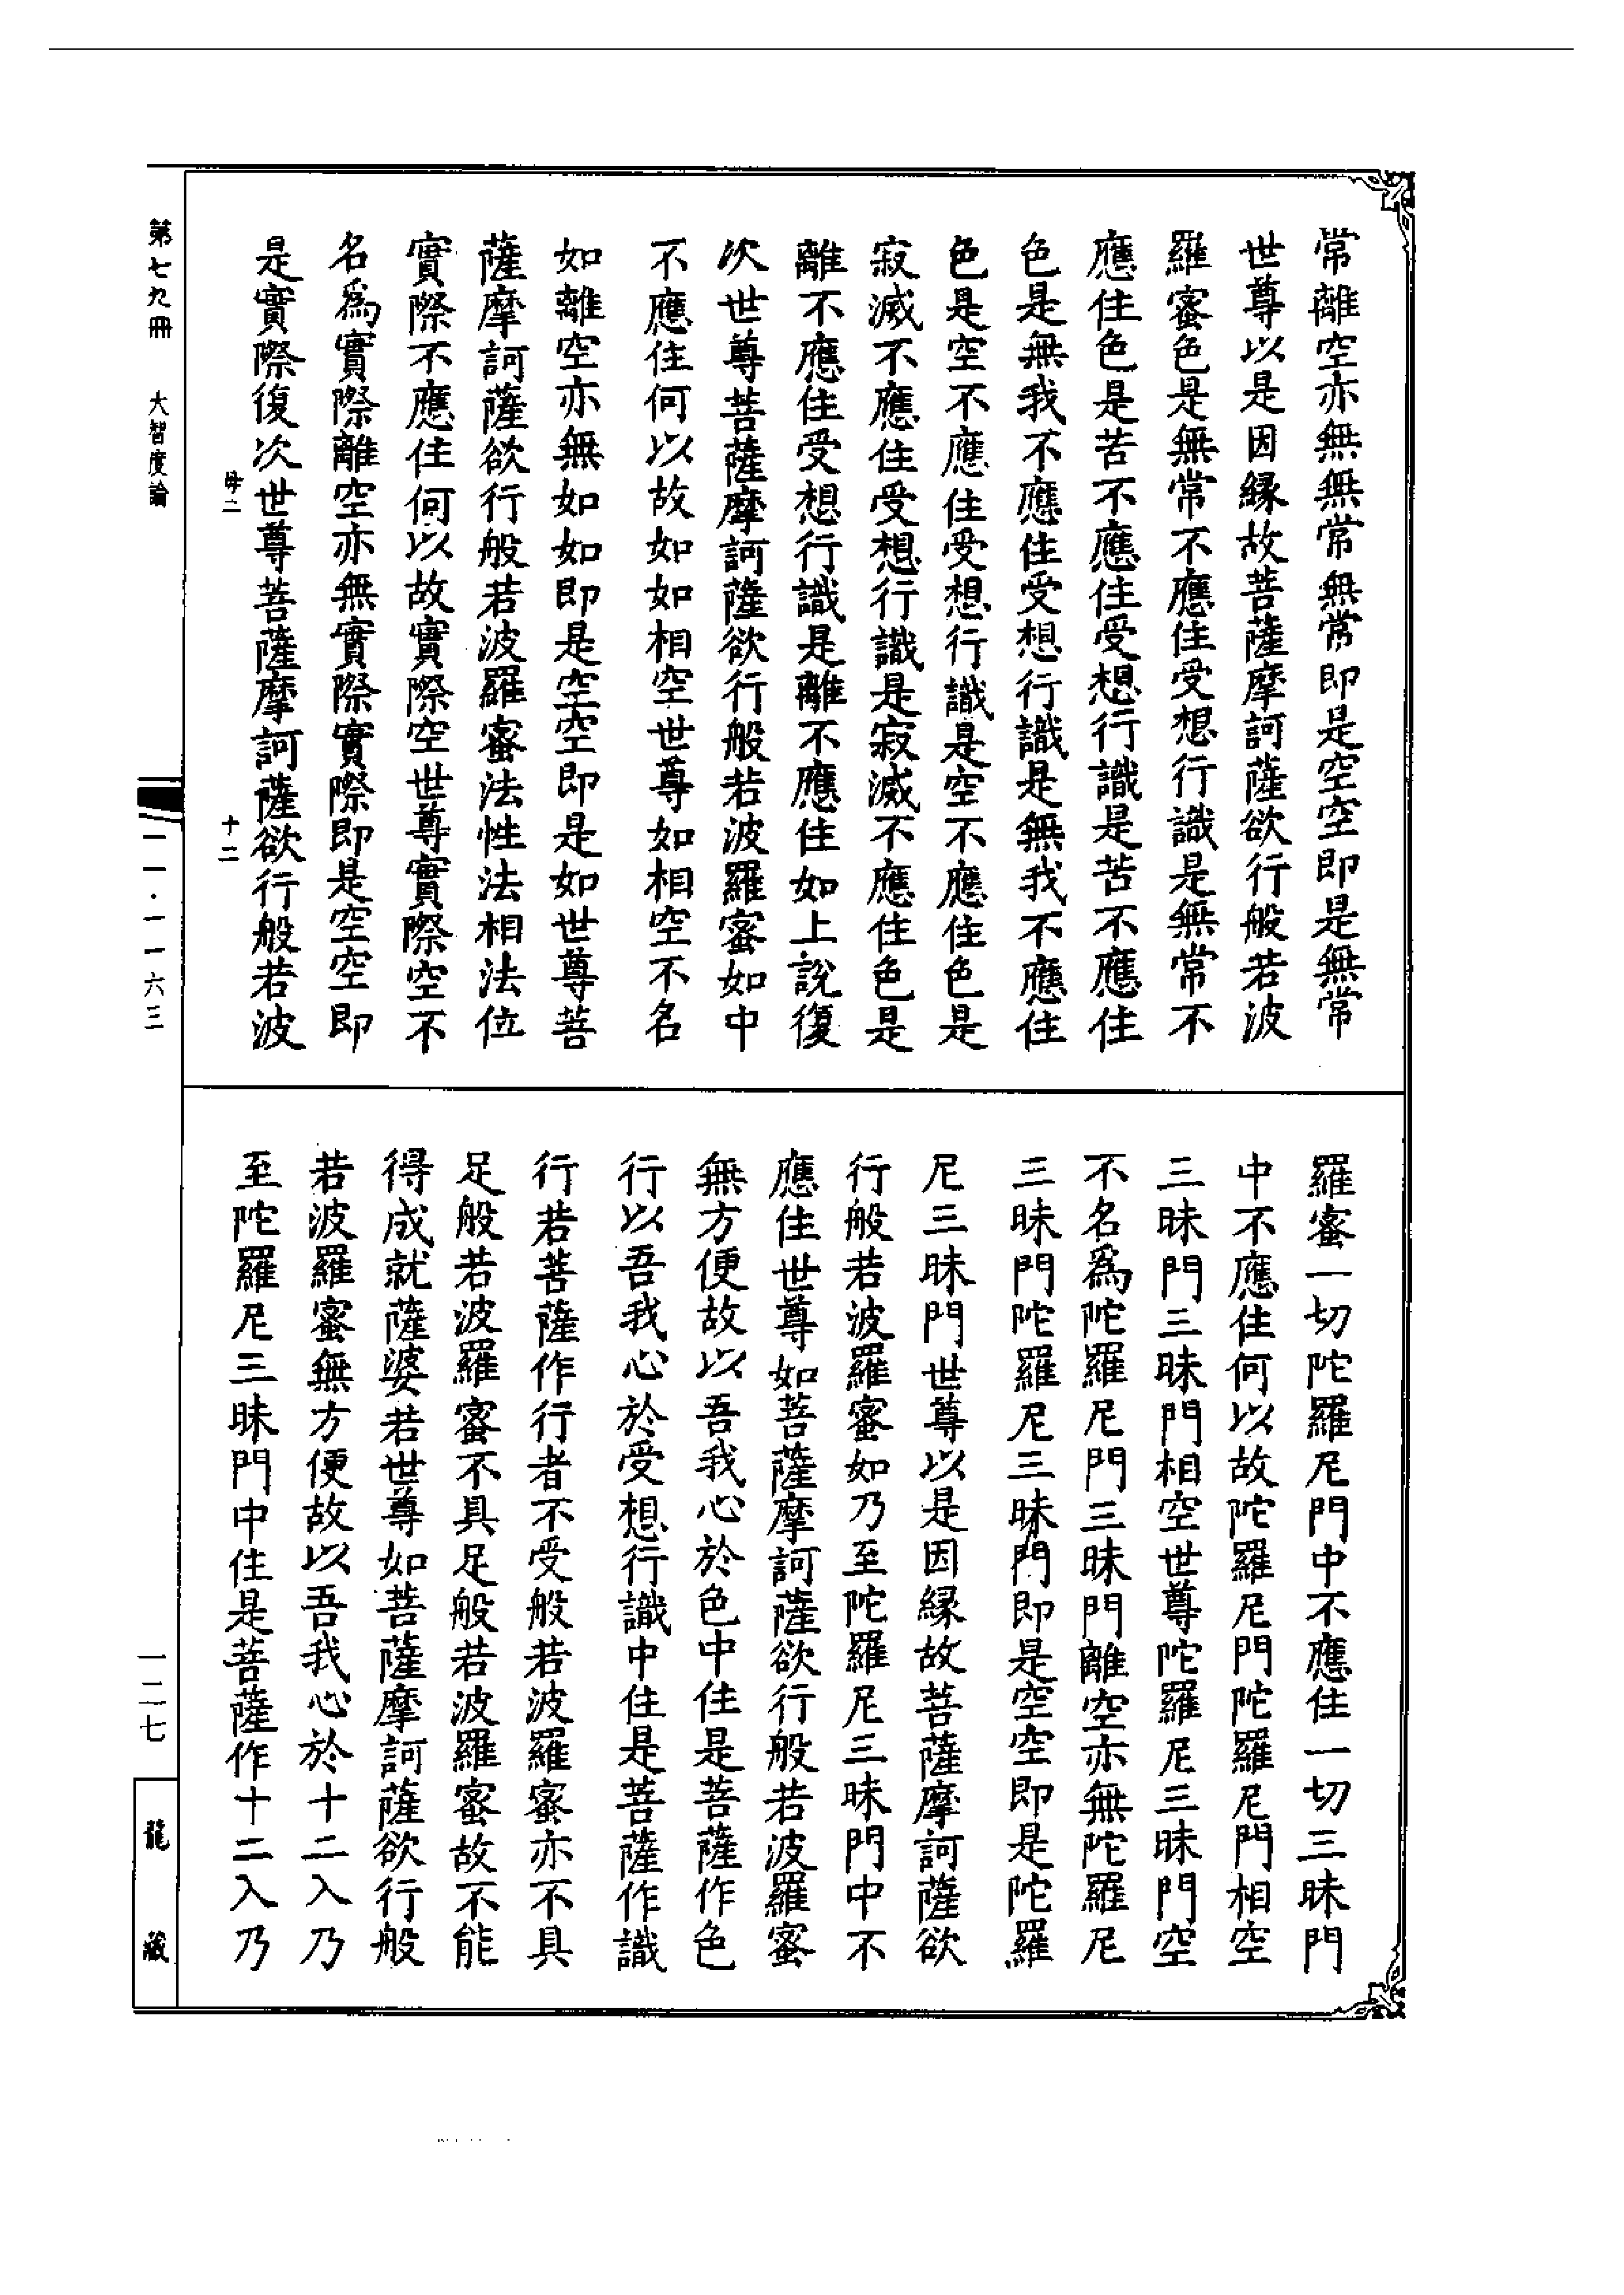 常離空亦無無常無常即是空空即是無常
世尊以是因緣故菩薩摩訶薩欲行般若波
羅蜜色是無常不應住受想行識是無常不
應住色是苦不應住受想行識是苦不應住
色是無我不應住受想行識是無我不應住
色是空不應住受想行識是空不應住色是
寂滅不應住受想行識是寂滅不應住色是
離不應住受想行識是離不應住如上說復
次世尊菩薩摩訶薩欲行般若波羅蜜如中
不應住何以故如如相空世尊如相空不名
如離空亦無如如即是空空即是如世尊菩
薩摩訶薩欲行般若波羅蜜法性法相法位
實際不應住何以故實際空世尊實際空不
名爲實際離空亦無實際實際即是空空即
是實際復次世尊菩薩摩訶薩欲行般若波
羅蜜一切陀羅尼門中不應住一切三昧門
中不應住何以故陀羅尼門陀羅尼門相空
三昧門三昧門相空世尊陀羅尼三昧門空
不名爲陀羅尼門三昧門離空亦無陀羅尼
三昧門陀羅尼三昧門即是空空即是陀羅
尼三昧門世尊以是因緣故菩薩摩訶薩欲
行般若波羅蜜如乃至陀羅尼三昧門中不
應住世尊如菩薩摩訶薩欲行般若波羅蜜
無方便故以吾我心於色中住是菩薩作色
行以吾我心於受想行識中住是菩薩作識
行若菩薩作行者不受般若波羅蜜亦不具
足般若波羅蜜不具足般若波羅蜜故不能
得成就薩婆若世尊如菩薩摩訶薩欲行般
若波羅蜜無方便故以吾我心於十二入乃
至陀羅尼三昧門中住是菩薩作十二入乃
第七九冊 大智度論
一一·一一六三
一二七
龍藏
十二